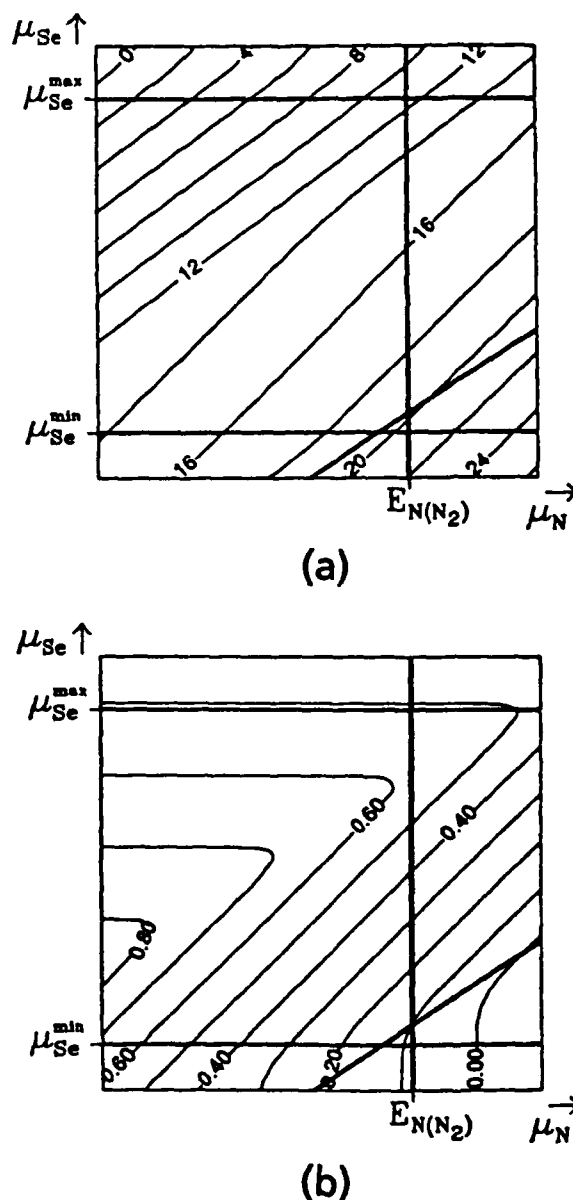 μSe ↑
0 4 8 12
μSe^max
16
12
μSe^min
16 20 24
E_N(N2) μN →
(a)
μSe ↑
μSe^max
0.60 0.40
0.80
μSe^min
0.60 0.40 0.20 0.00
E_N(N2) μN →
(b)